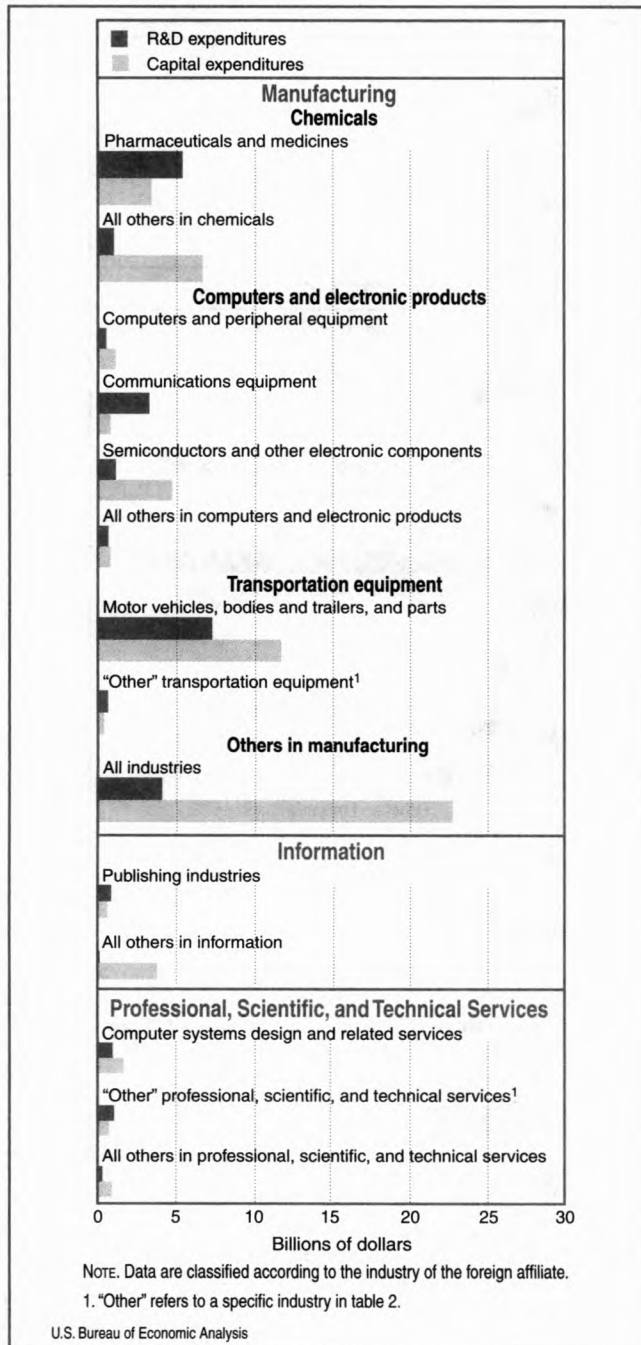 R&D expenditures
Capital expenditures
Manufacturing
Chemicals
Pharmaceuticals and medicines
All others in chemicals
Computers and electronic products
Computers and peripheral equipment
Communications equipment
Semiconductors and other electronic components
All others in computers and electronic products
Transportation equipment
Motor vehicles, bodies and trailers, and parts
“Other” transportation equipment¹
Others in manufacturing
All industries
Information
Publishing industries
All others in information
Professional, Scientific, and Technical Services
Computer systems design and related services
“Other” professional, scientific, and technical services¹
All others in professional, scientific, and technical services
0 5 10 15 20 25 30
Billions of dollars
NOTE. Data are classified according to the industry of the foreign affiliate.
1. “Other” refers to a specific industry in table 2.
U.S. Bureau of Economic Analysis